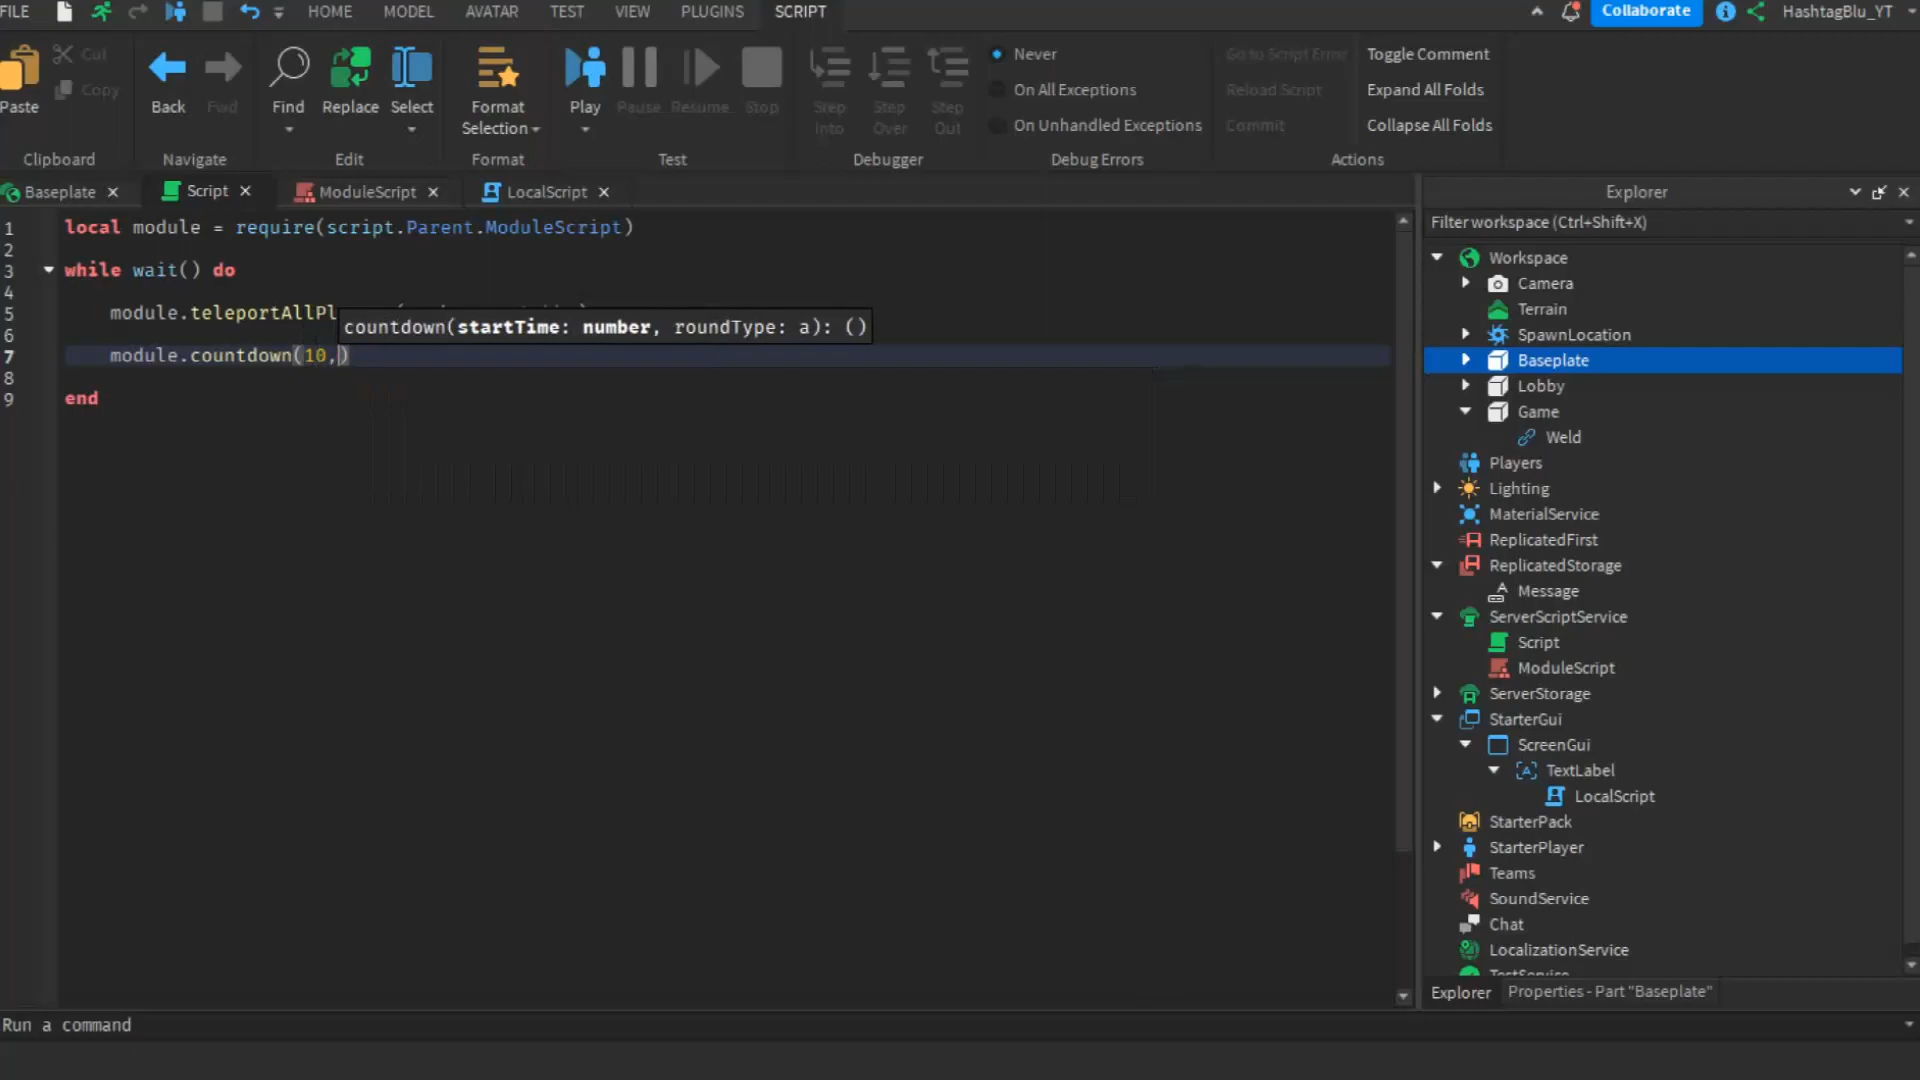 FILE HOME MODEL AVATAR TEST VIEW PLUGINS SCRIPT Collaborate HashtagBlu_YT
Paste Cut Copy
Clipboard
Back Fwd
Navigate
Find Replace Select
Edit
Format Selection
Format
Play Pause Resume Stop
Test
Step Into Step Over Step Out
Debugger
Never
On All Exceptions
On Unhandled Exceptions
Debug Errors
Go to Script Error
Reload Script
Commit
Toggle Comment
Expand All Folds
Collapse All Folds
Actions
Baseplate Script ModuleScript LocalScript
1 local module = require(script.Parent.ModuleScript)
2
3 while wait() do
4
5 module.teleportAllPl
countdown(startTime: number, roundType: a): ()
6
7 module.countdown(10,)
8
9 end
Explorer
Filter workspace (Ctrl+Shift+X)
Workspace
Camera
Terrain
SpawnLocation
Baseplate
Lobby
Game
Weld
Players
Lighting
MaterialService
ReplicatedFirst
ReplicatedStorage
Message
ServerScriptService
Script
ModuleScript
ServerStorage
StarterGui
ScreenGui
TextLabel
LocalScript
StarterPack
StarterPlayer
Teams
SoundService
Chat
LocalizationService
TestService
Explorer Properties - Part "Baseplate"
Run a command